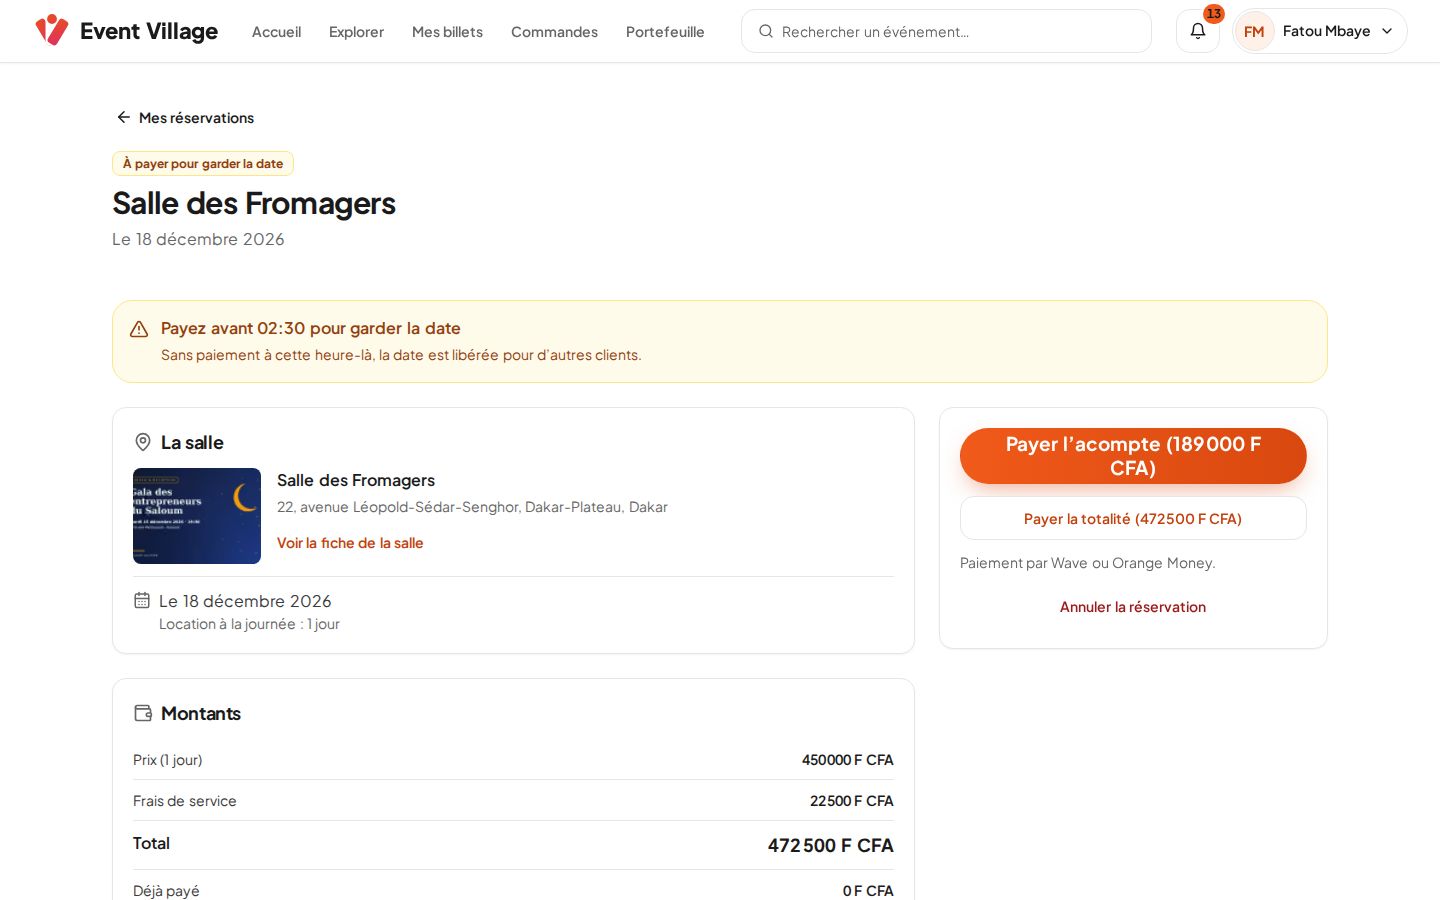 Event Village
Accueil
Explorer
Mes billets
Commandes
Portefeuille
Rechercher un événement…
13
FM
Fatou Mbaye
Mes réservations
À payer pour garder la date
Salle des Fromagers
Le 18 décembre 2026
Payez avant 02:30 pour garder la date
Sans paiement à cette heure-là, la date est libérée pour d’autres clients.
La salle
Gala des
entrepreneurs
du Saloum
Salle des Fromagers
22, avenue Léopold-Sédar-Senghor, Dakar-Plateau, Dakar
Voir la fiche de la salle
Le 18 décembre 2026
Location à la journée : 1 jour
Payer l’acompte (189 000 F
CFA)
Payer la totalité (472 500 F CFA)
Paiement par Wave ou Orange Money.
Annuler la réservation
Montants
Prix (1 jour)
450 000 F CFA
Frais de service
22 500 F CFA
Total
472 500 F CFA
Déjà payé
0 F CFA